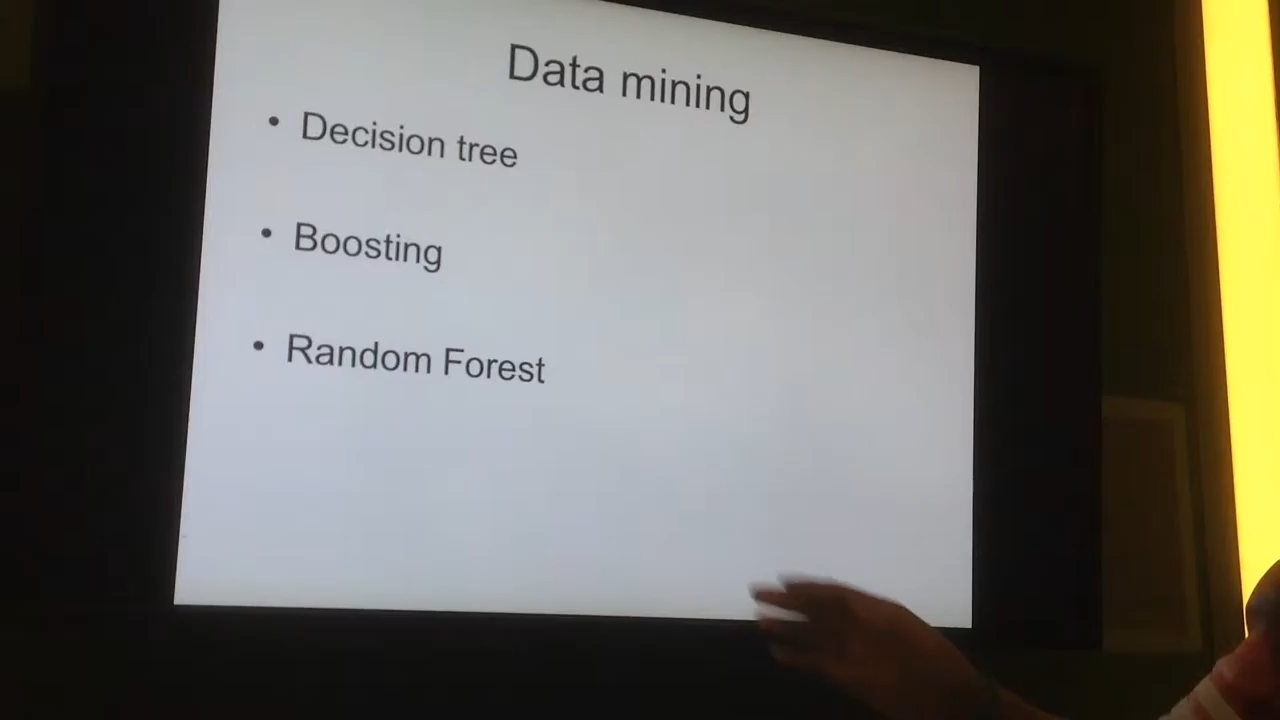 Data mining
• Decision tree
• Boosting
• Random Forest